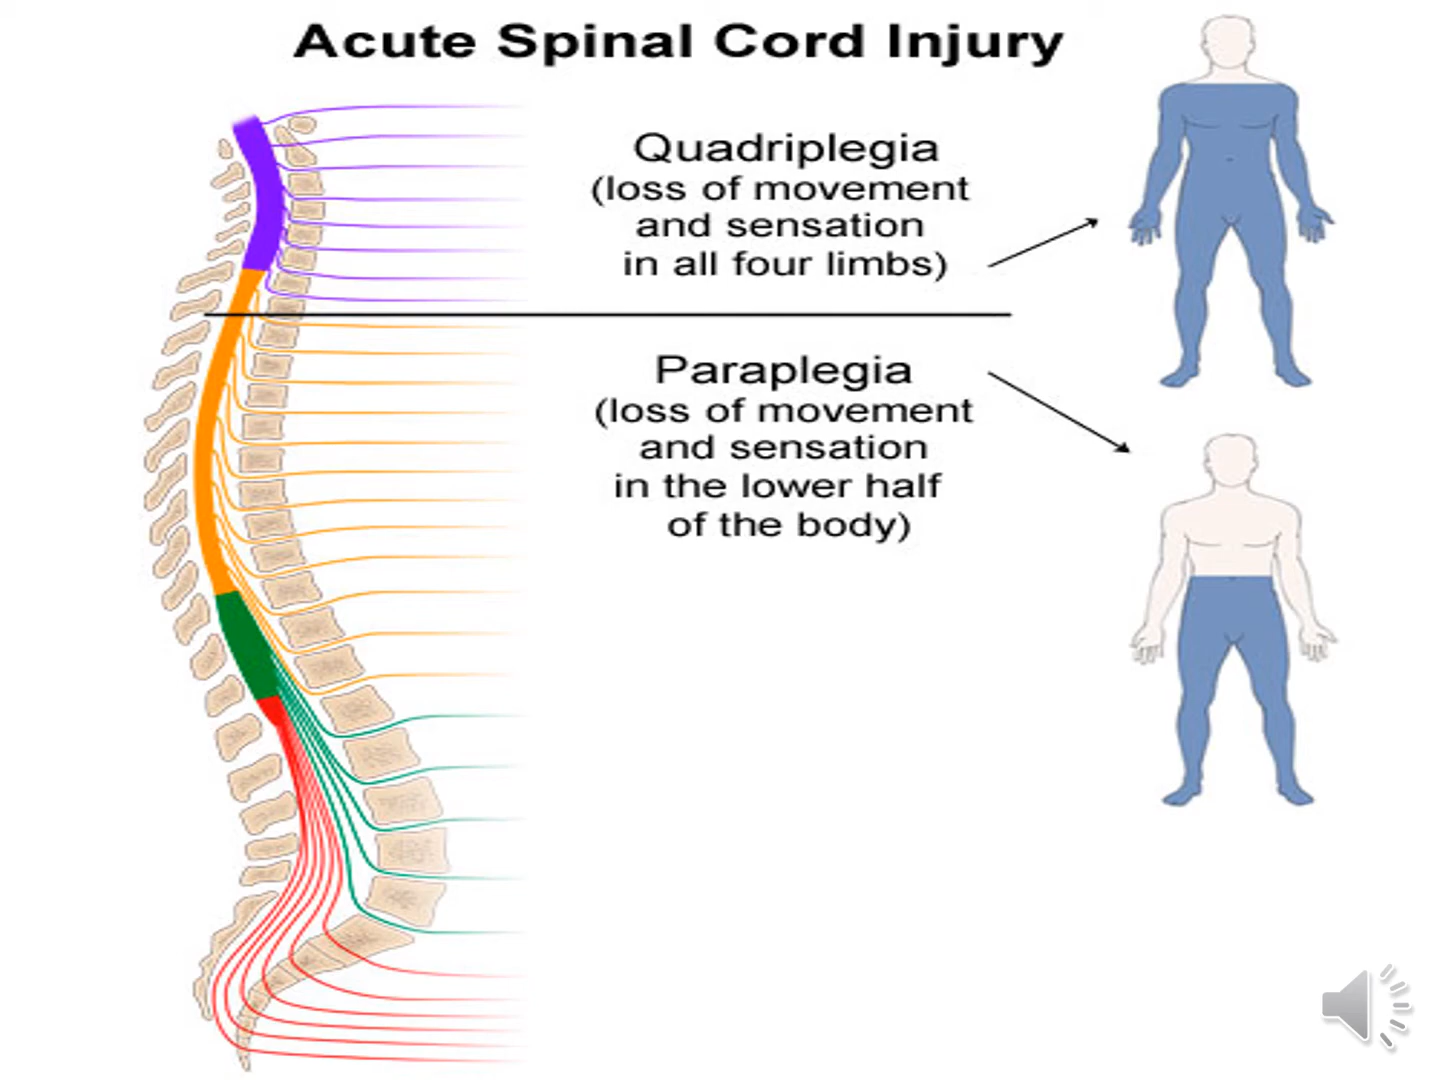 Acute Spinal Cord Injury
Quadriplegia
(loss of movement
and sensation
in all four limbs)
Paraplegia
(loss of movement
and sensation
in the lower half
of the body)